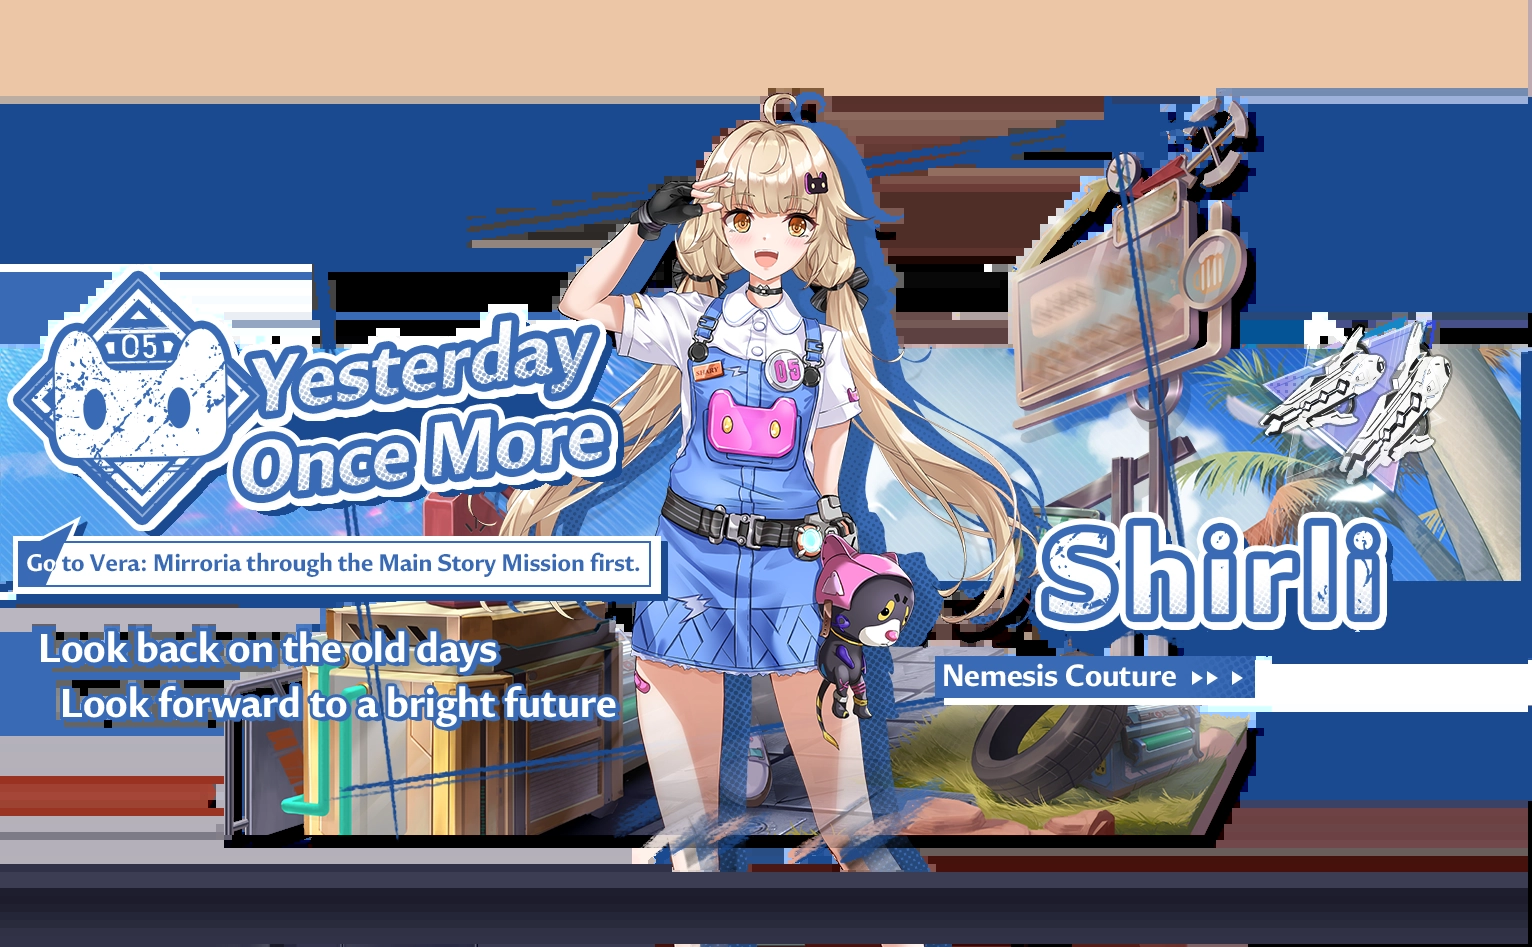 05
Yesterday
Once More
Go to Vera: Mirroria through the Main Story Mission first.
Look back on the old days
Look forward to a bright future
SHARY
05
Shirli
Nemesis Couture